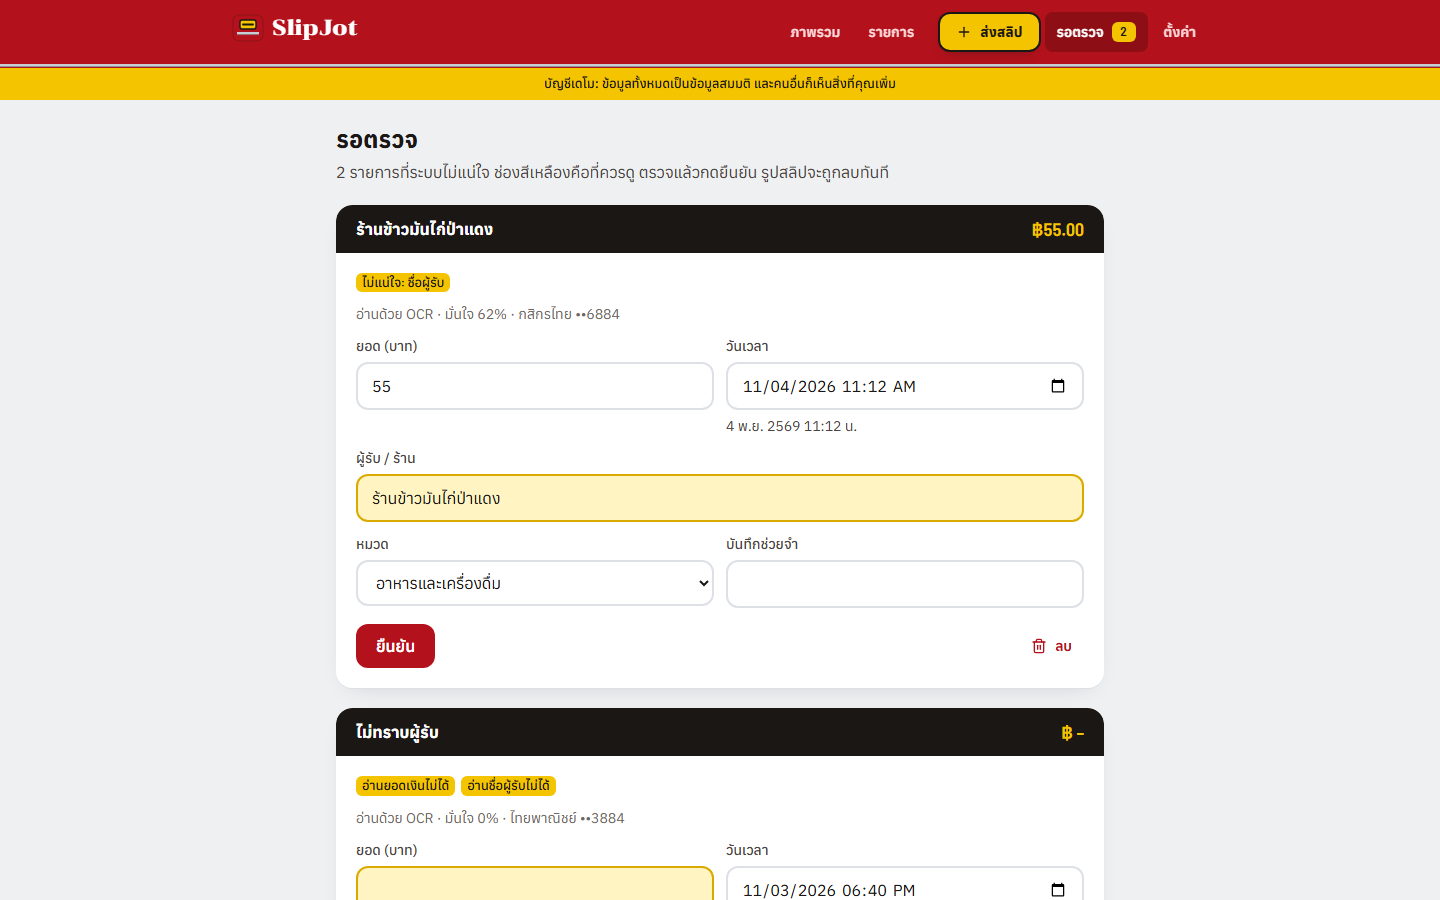 SlipJot
ภาพรวม รายการ + ส่งสลิป รอตรวจ 2 ตั้งค่า
บัญชีเดโม: ข้อมูลทั้งหมดเป็นข้อมูลสมมติ และคนอื่นก็เห็นสิ่งที่คุณเพิ่ม
รอตรวจ
2 รายการที่ระบบไม่แน่ใจ ช่องสีเหลืองคือที่ควรดู ตรวจแล้วกดยืนยัน รูปสลิปจะถูกลบทันที
ร้านข้าวมันไก่ป้าแดง ฿55.00
ไม่แน่ใจ: ชื่อผู้รับ
อ่านด้วย OCR · มั่นใจ 62% · กสิกรไทย ••6884
ยอด (บาท) วันเวลา
55 11/04/2026 11:12 AM
4 พ.ย. 2569 11:12 น.
ผู้รับ / ร้าน
ร้านข้าวมันไก่ป้าแดง
หมวด บันทึกช่วยจำ
อาหารและเครื่องดื่ม
ยืนยัน ลบ
ไม่ทราบผู้รับ ฿ –
อ่านยอดเงินไม่ได้ อ่านชื่อผู้รับไม่ได้
อ่านด้วย OCR · มั่นใจ 0% · ไทยพาณิชย์ ••3884
ยอด (บาท) วันเวลา
11/03/2026 06:40 PM